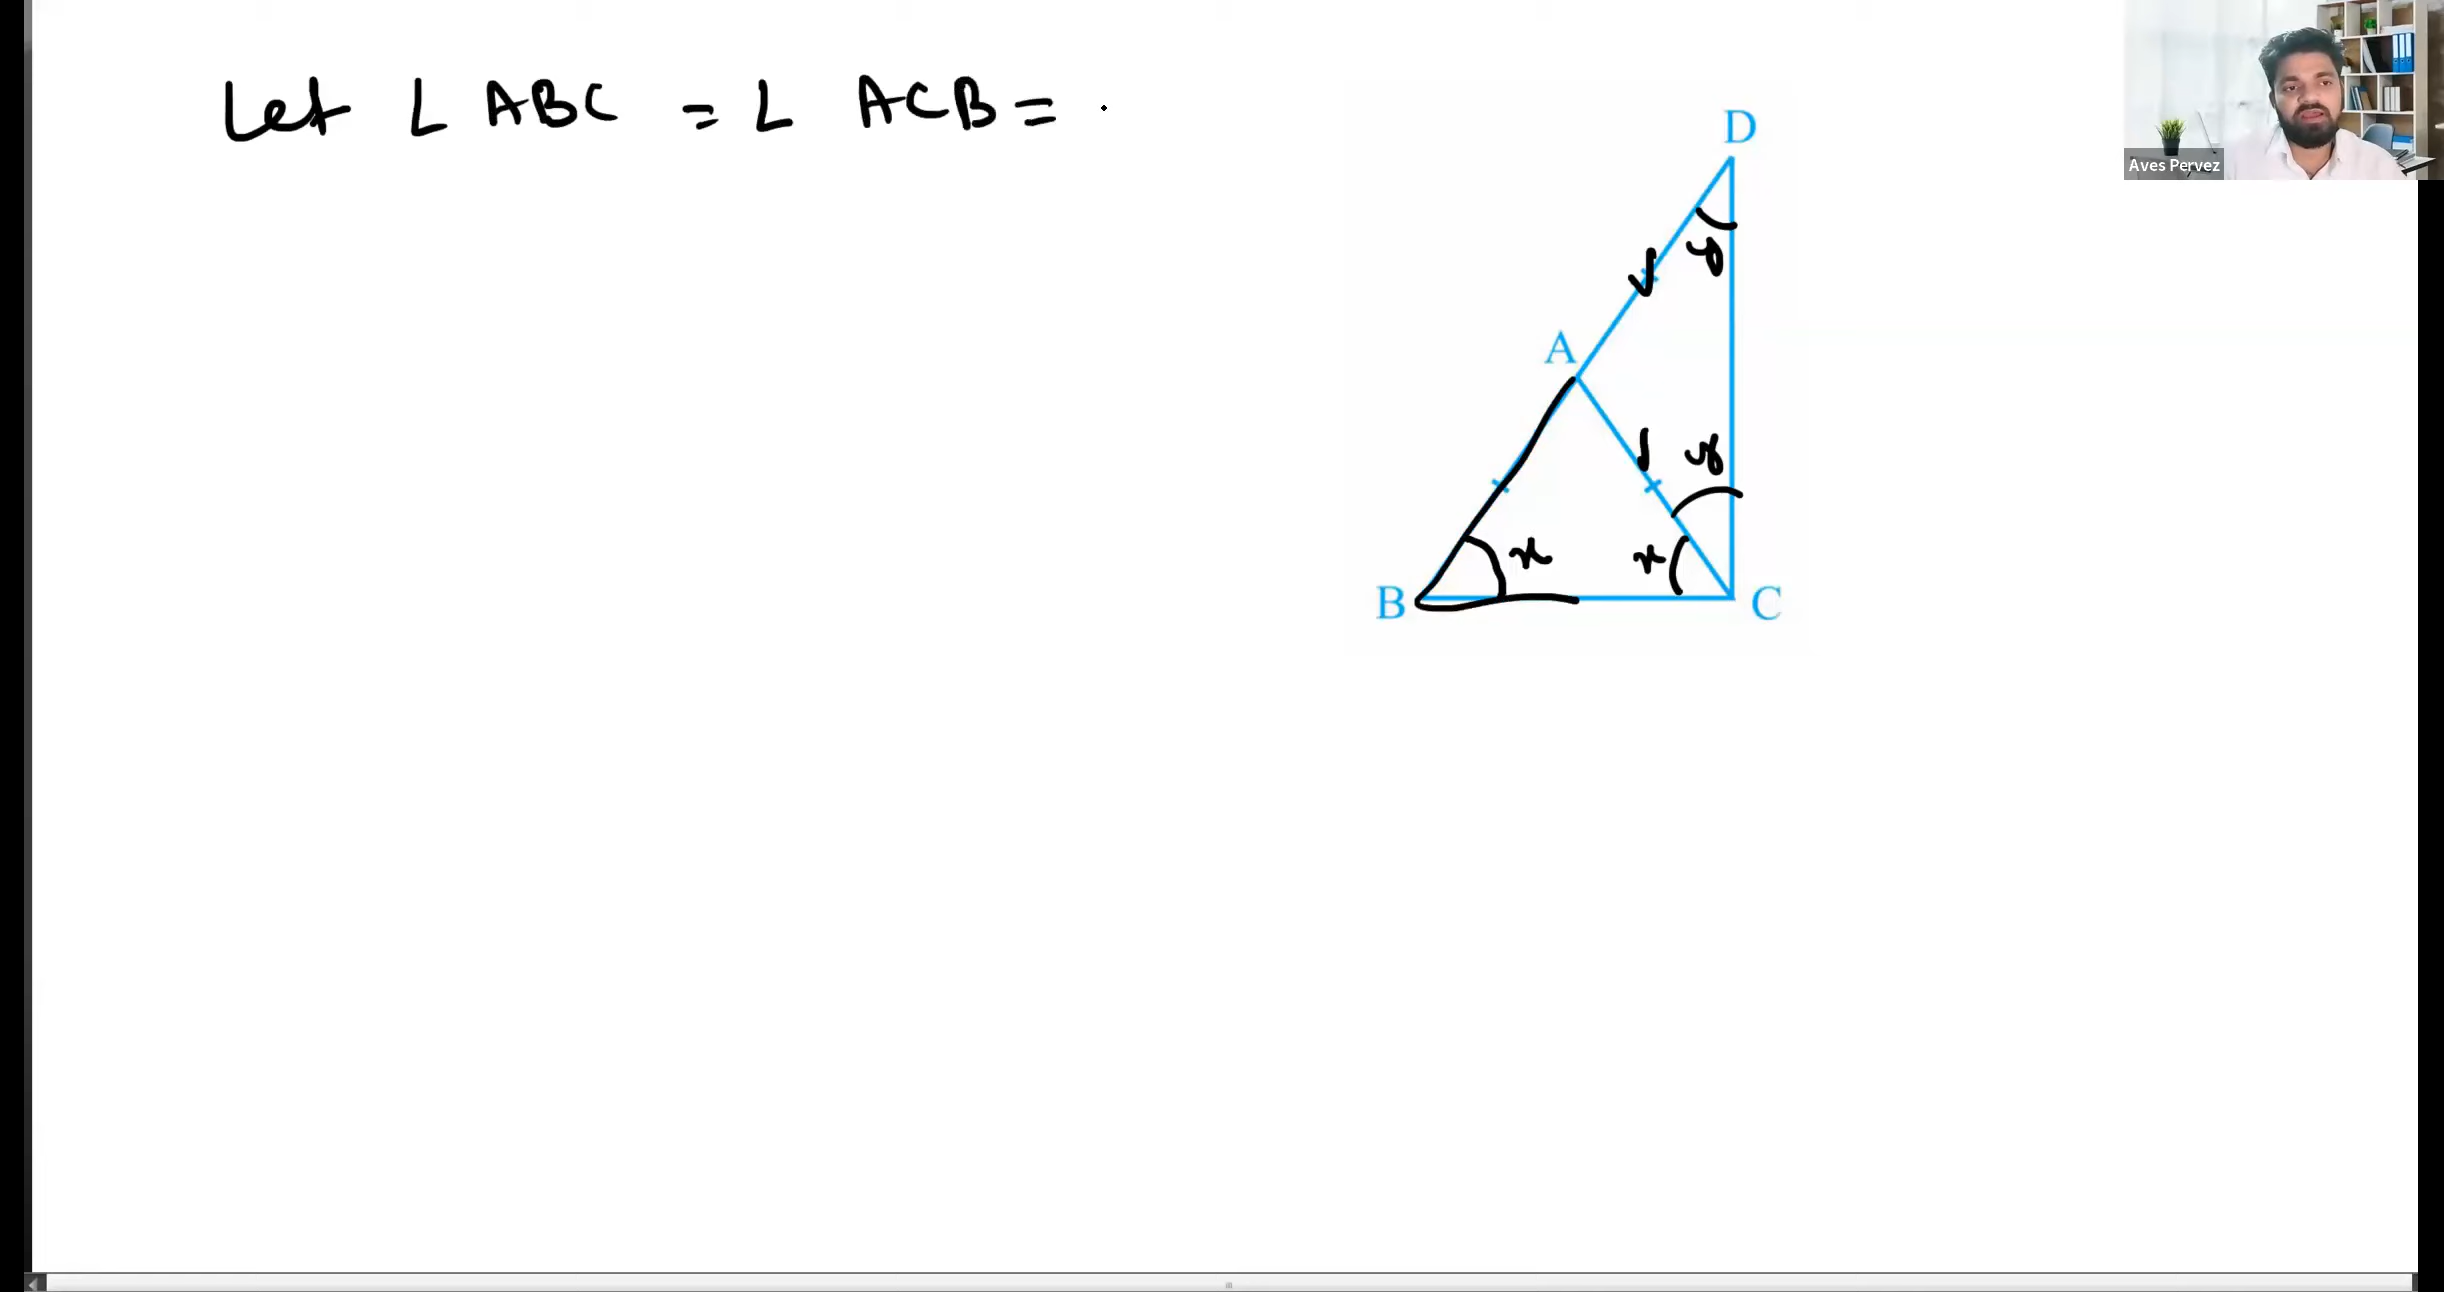 Let ∠ ABC = ∠ ACB =
Aves Pervez
D
y
A
y
x
x
B
C